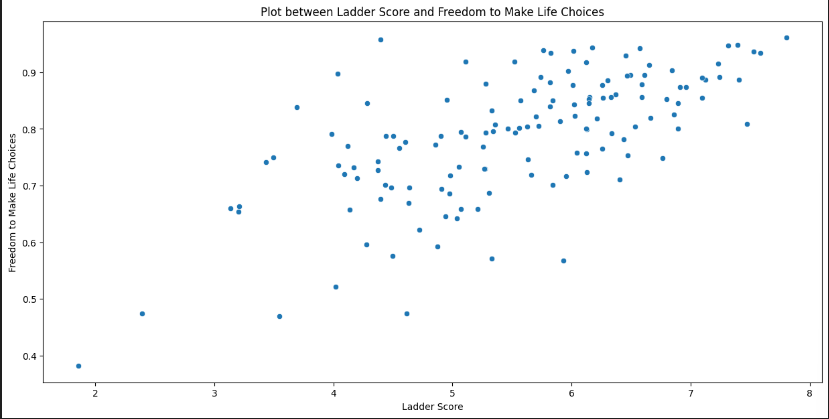 Plot between Ladder Score and Freedom to Make Life Choices
Freedom to Make Life Choices
0.9
0.8
0.7
0.6
0.5
0.4
2 3 4 5 6 7 8
Ladder Score